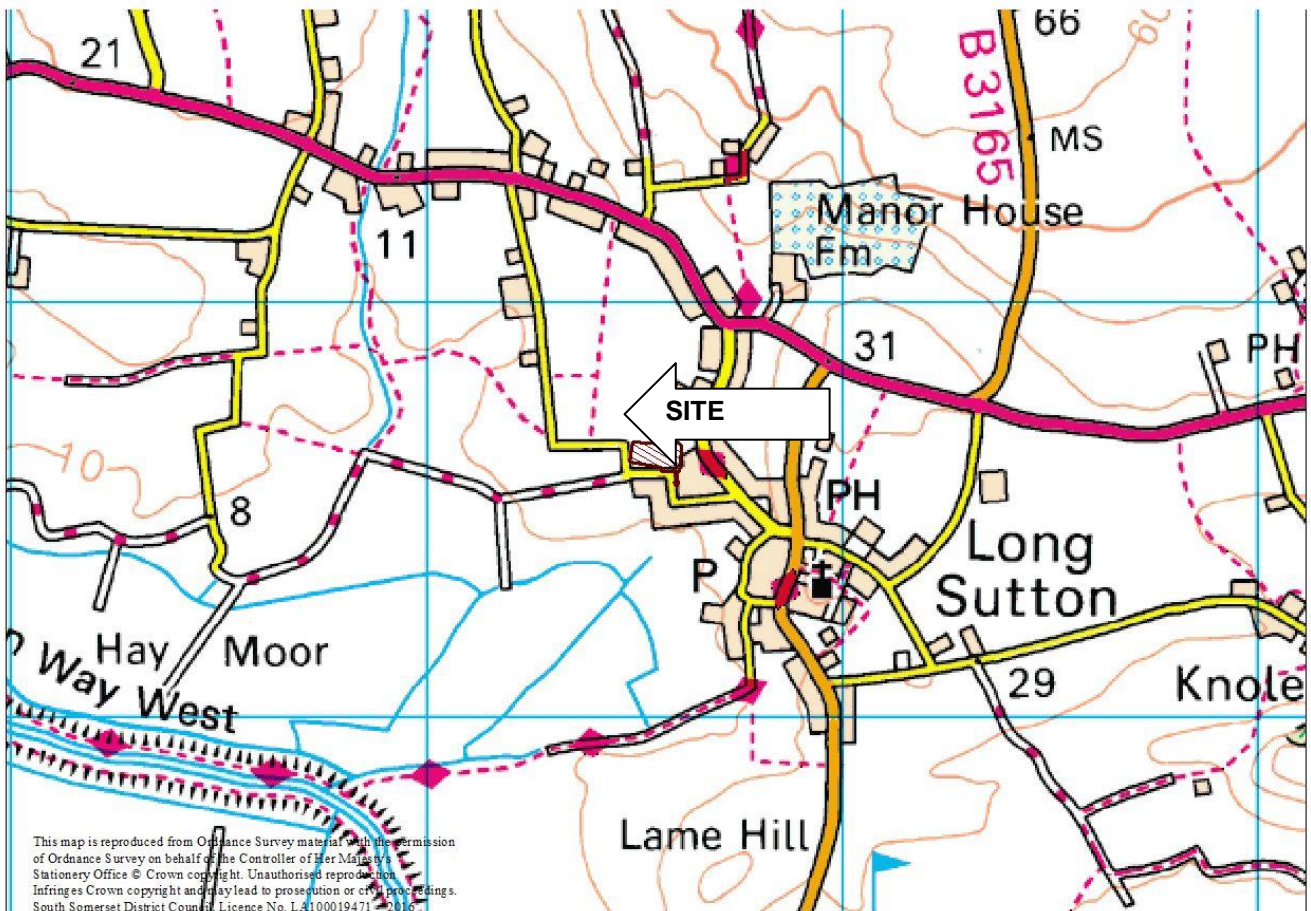 66
21
B 3165
60
MS
Manor House
Fm
11
31
PH
SITE
10
8
PH
Long
Sutton
P
Hay Moor
n Way West
29
Knole
Lame Hill
This map is reproduced from Ordnance Survey material with the permission
of Ordnance Survey on behalf of the Controller of Her Majesty's
Stationery Office © Crown copyright. Unauthorised reproduction
Infringes Crown copyright and may lead to prosecution or civil proceedings.
South Somerset District Council, Licence No. LA100019471 - 2016